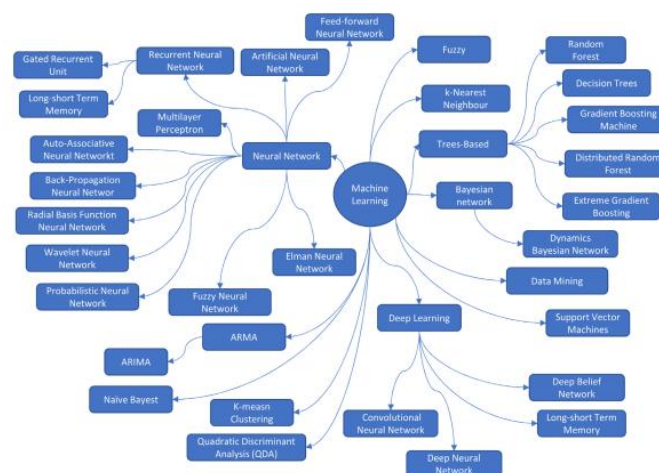 Feed-forward Neural
Network
Recurrent Neural
Network
Artificial Neural
Network
Fuzzy
Random
Forest
Gated Recurrent
Unit
Decision Trees
Long-short Term
Memory
k-Nearest
Neighbour
Multilayer
Perceptron
Gradient Boosting
Machine
Auto-Associative
Neural Networkt
Neural Network
Trees-Based
Distributed Random
Forest
Back-Propagation
Neural Networ
Machine
Learning
Bayesian
network
Extreme Gradient
Boosting
Radial Basis Function
Neural Network
Dynamics
Bayesian Network
Wavelet Neural
Network
Elman Neural
Network
Data Mining
Probabilistic Neural
Network
Fuzzy Neural
Network
Deep Learning
Support Vector
Machines
ARMA
ARIMA
Deep Belief
Network
Naïve Bayest
K-measn
Clustering
Convolutional
Neural Network
Long-short Term
Memory
Quadratic Discriminant
Analysis (QDA)
Deep Neural
Network